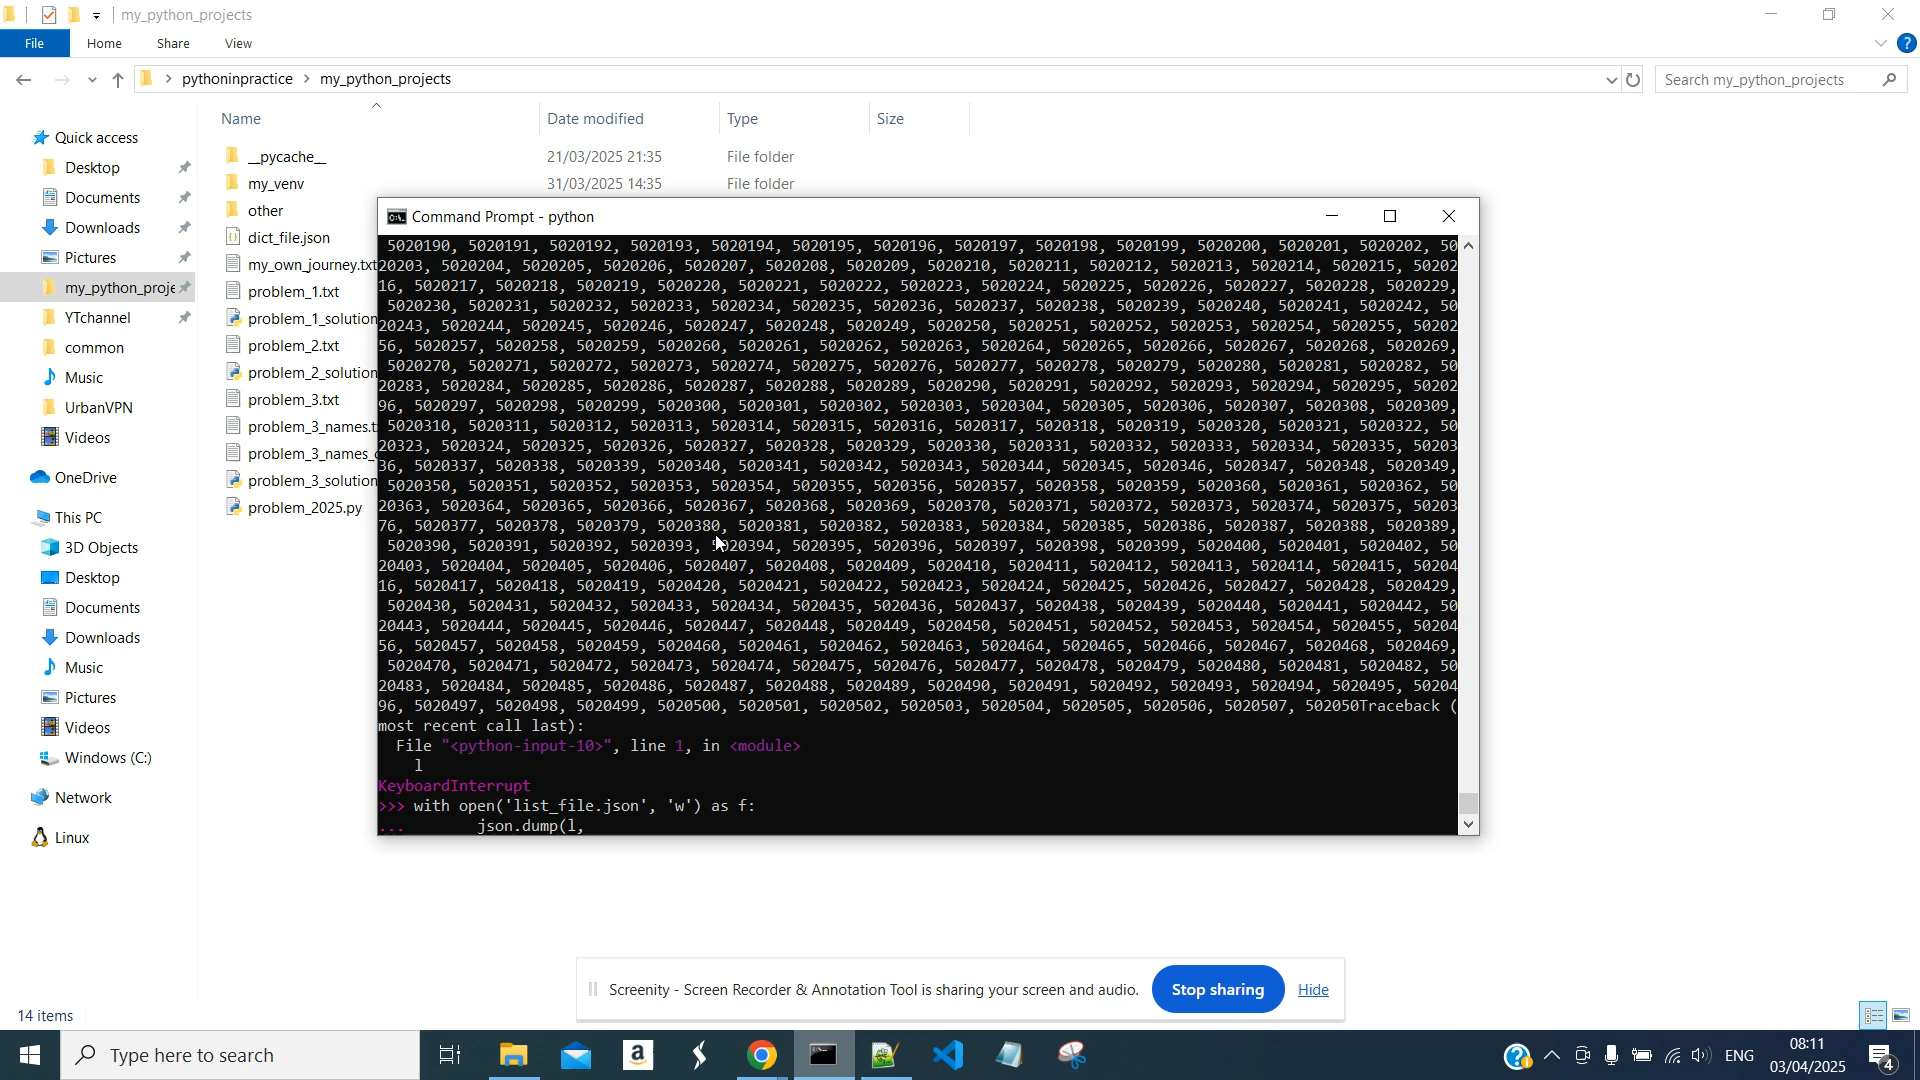 my_python_projects
File
Home
Share
View
?
pythoninpractice
my_python_projects
Search my_python_projects
Name
Date modified
Type
Size
Quick access
Desktop
Documents
Downloads
Pictures
my_python_proje
YTchannel
common
Music
UrbanVPN
Videos
OneDrive
This PC
3D Objects
Desktop
Documents
Downloads
Music
Pictures
Videos
Windows (C:)
Network
Linux
__pycache__ 21/03/2025 21:35 File folder
my_venv 31/03/2025 14:35 File folder
other
dict_file.json
my_own_journey.txt
problem_1.txt
problem_1_solution
problem_2.txt
problem_2_solution
problem_3.txt
problem_3_names.t
problem_3_names_
problem_3_solution
problem_2025.py
Command Prompt - python
5020190, 5020191, 5020192, 5020193, 5020194, 5020195, 5020196, 5020197, 5020198, 5020199, 5020200, 5020201, 5020202, 50
20203, 5020204, 5020205, 5020206, 5020207, 5020208, 5020209, 5020210, 5020211, 5020212, 5020213, 5020214, 5020215, 50202
16, 5020217, 5020218, 5020219, 5020220, 5020221, 5020222, 5020223, 5020224, 5020225, 5020226, 5020227, 5020228, 5020229,
5020230, 5020231, 5020232, 5020233, 5020234, 5020235, 5020236, 5020237, 5020238, 5020239, 5020240, 5020241, 5020242, 50
20243, 5020244, 5020245, 5020246, 5020247, 5020248, 5020249, 5020250, 5020251, 5020252, 5020253, 5020254, 5020255, 50202
56, 5020257, 5020258, 5020259, 5020260, 5020261, 5020262, 5020263, 5020264, 5020265, 5020266, 5020267, 5020268, 5020269,
5020270, 5020271, 5020272, 5020273, 5020274, 5020275, 5020276, 5020277, 5020278, 5020279, 5020280, 5020281, 5020282, 50
20283, 5020284, 5020285, 5020286, 5020287, 5020288, 5020289, 5020290, 5020291, 5020292, 5020293, 5020294, 5020295, 50202
96, 5020297, 5020298, 5020299, 5020300, 5020301, 5020302, 5020303, 5020304, 5020305, 5020306, 5020307, 5020308, 5020309,
5020310, 5020311, 5020312, 5020313, 5020314, 5020315, 5020316, 5020317, 5020318, 5020319, 5020320, 5020321, 5020322, 50
20323, 5020324, 5020325, 5020326, 5020327, 5020328, 5020329, 5020330, 5020331, 5020332, 5020333, 5020334, 5020335, 50203
36, 5020337, 5020338, 5020339, 5020340, 5020341, 5020342, 5020343, 5020344, 5020345, 5020346, 5020347, 5020348, 5020349,
5020350, 5020351, 5020352, 5020353, 5020354, 5020355, 5020356, 5020357, 5020358, 5020359, 5020360, 5020361, 5020362, 50
20363, 5020364, 5020365, 5020366, 5020367, 5020368, 5020369, 5020370, 5020371, 5020372, 5020373, 5020374, 5020375, 50203
76, 5020377, 5020378, 5020379, 5020380, 5020381, 5020382, 5020383, 5020384, 5020385, 5020386, 5020387, 5020388, 5020389,
5020390, 5020391, 5020392, 5020393, 5020394, 5020395, 5020396, 5020397, 5020398, 5020399, 5020400, 5020401, 5020402, 50
20403, 5020404, 5020405, 5020406, 5020407, 5020408, 5020409, 5020410, 5020411, 5020412, 5020413, 5020414, 5020415, 50204
16, 5020417, 5020418, 5020419, 5020420, 5020421, 5020422, 5020423, 5020424, 5020425, 5020426, 5020427, 5020428, 5020429,
5020430, 5020431, 5020432, 5020433, 5020434, 5020435, 5020436, 5020437, 5020438, 5020439, 5020440, 5020441, 5020442, 50
20443, 5020444, 5020445, 5020446, 5020447, 5020448, 5020449, 5020450, 5020451, 5020452, 5020453, 5020454, 5020455, 50204
56, 5020457, 5020458, 5020459, 5020460, 5020461, 5020462, 5020463, 5020464, 5020465, 5020466, 5020467, 5020468, 5020469,
5020470, 5020471, 5020472, 5020473, 5020474, 5020475, 5020476, 5020477, 5020478, 5020479, 5020480, 5020481, 5020482, 50
20483, 5020484, 5020485, 5020486, 5020487, 5020488, 5020489, 5020490, 5020491, 5020492, 5020493, 5020494, 5020495, 50204
96, 5020497, 5020498, 5020499, 5020500, 5020501, 5020502, 5020503, 5020504, 5020505, 5020506, 5020507, 502050Traceback (
most recent call last):
File "<python-input-10>", line 1, in <module>
l
KeyboardInterrupt
>>> with open('list_file.json', 'w') as f:
... json.dump(l,
Screenity - Screen Recorder & Annotation Tool is sharing your screen and audio.
Stop sharing
Hide
14 items
Type here to search
ENG
08:11
03/04/2025
4